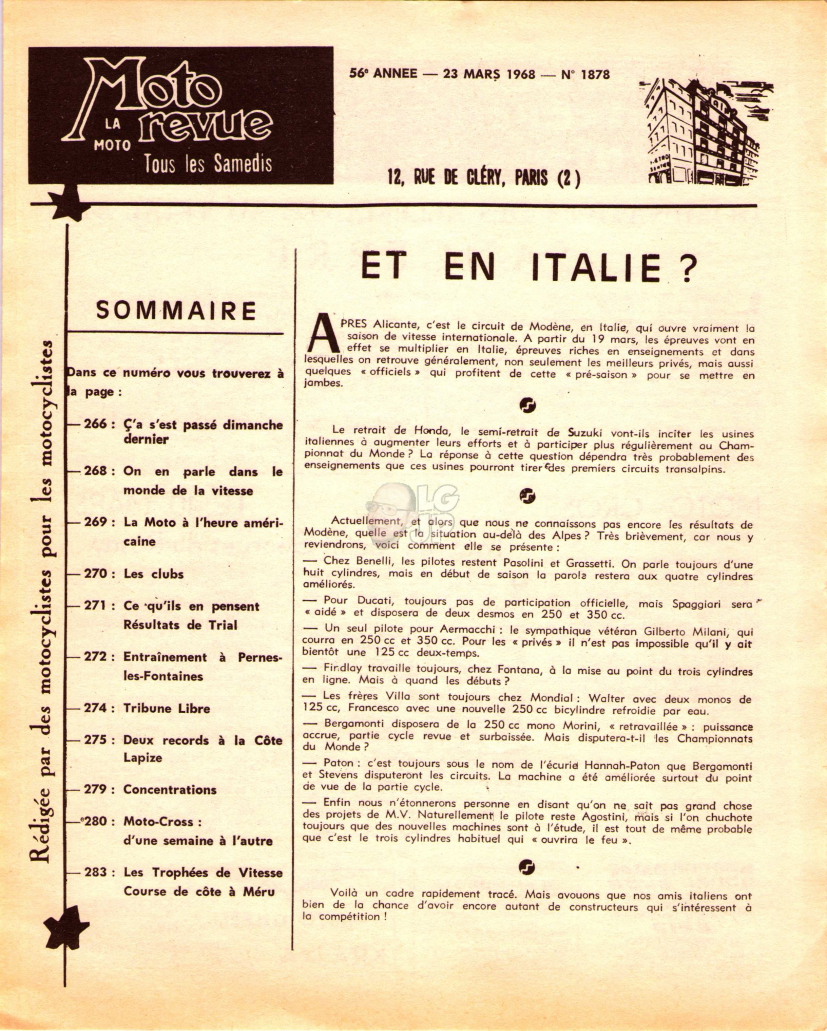 Moto
LA
MOTO
revue
Tous les Samedis
56e ANNEE — 23 MARS 1968 — N° 1878
12, RUE DE CLÉRY, PARIS (2)
Rédigée par des motocyclistes pour les motocyclistes
SOMMAIRE
Dans ce numéro vous trouverez à
la page :
266 : Ç'a s'est passé dimanche
dernier
268 : On en parle dans le
monde de la vitesse
269 : La Moto à l'heure améri-
caine
270 : Les clubs
271 : Ce qu'ils en pensent
Résultats de Trial
272 : Entraînement à Pernes-
les-Fontaines
274 : Tribune Libre
275 : Deux records à la Côte
Lapize
279 : Concentrations
280 : Moto-Cross :
d'une semaine à l'autre
283 : Les Trophées de Vitesse
Course de côte à Méru
ET EN ITALIE ?
APRES Alicante, c'est le circuit de Modène, en Italie, qui ouvre vraiment la
saison de vitesse internationale. A partir du 19 mars, les épreuves vont en
effet se multiplier en Italie, épreuves riches en enseignements et dans
lesquelles on retrouve généralement, non seulement les meilleurs privés, mais aussi
quelques « officiels » qui profitent de cette « pré-saison » pour se mettre en
jambes.
Le retrait de Honda, le semi-retrait de Suzuki vont-ils inciter les usines
italiennes à augmenter leurs efforts et à participer plus régulièrement au Cham-
pionnat du Monde ? La réponse à cette question dépendra très probablement des
enseignements que ces usines pourront tirer des premiers circuits transalpins.
Actuellement, et alors que nous ne connaissons pas encore les résultats de
Modène, quelle est la situation au-delà des Alpes ? Très brièvement, car nous y
reviendrons, voici comment elle se présente :
— Chez Benelli, les pilotes restent Pasolini et Grassetti. On parle toujours d'une
huit cylindres, mais en début de saison la parole restera aux quatre cylindres
améliorés.
— Pour Ducati, toujours pas de participation officielle, mais Spaggiari sera
« aidé » et disposera de deux desmos en 250 et 350 cc.
— Un seul pilote pour Aermacchi : le sympathique vétéran Gilberto Milani, qui
courra en 250 cc et 350 cc. Pour les « privés » il n'est pas impossible qu'il y ait
bientôt une 125 cc deux-temps.
— Findlay travaille toujours, chez Fontana, à la mise au point du trois cylindres
en ligne. Mais à quand les débuts ?
— Les frères Villa sont toujours chez Mondial : Walter avec deux monos de
125 cc, Francesco avec une nouvelle 250 cc bicylindre refroidie par eau.
— Bergamonti dispose de la 250 cc mono Morini, « retravaillée » : puissance
accrue, partie cycle revue et surbaissée. Mais disputera-t-il les Championnats
du Monde ?
— Paton : c'est toujours sous le nom de l'écurie Hannah-Paton que Bergamonti
et Stevens disputeront les circuits. La machine a été améliorée surtout du point
de vue de la partie cycle.
— Enfin nous n'étonnerons personne en disant qu'on ne sait pas grand chose
des projets de M.V. Naturellement le pilote reste Agostini, mais si l'on chuchote
toujours que des nouvelles machines sont à l'étude, il est tout de même probable
que c'est le trois cylindres habituel qui « ouvrira le feu ».
Voilà un cadre rapidement tracé. Mais avouons que nos amis italiens ont
bien de la chance d'avoir encore autant de constructeurs qui s'intéressent à
la compétition !